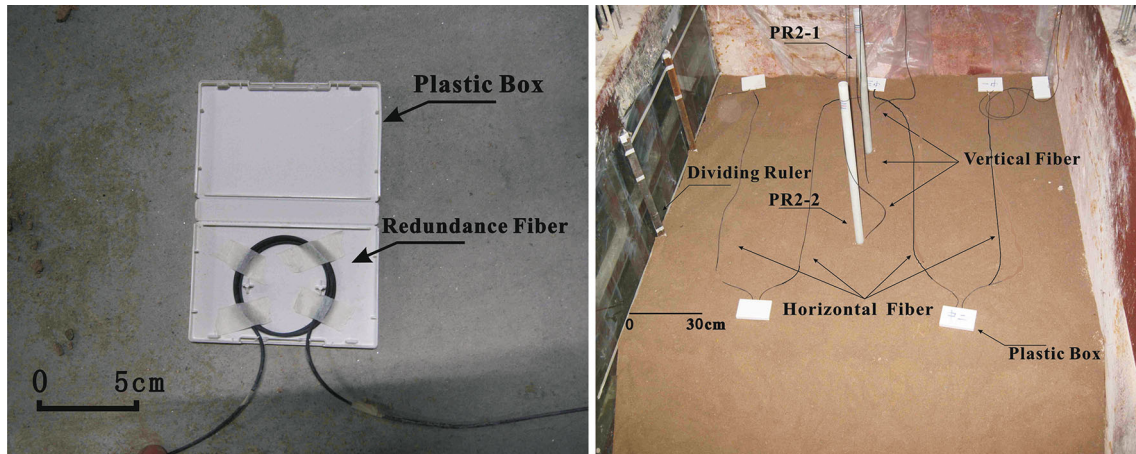 Plastic Box
Redundance Fiber
0 5cm
PR2-1
Vertical Fiber
Dividing Ruler
PR2-2
Horizontal Fiber
0 30cm
Plastic Box